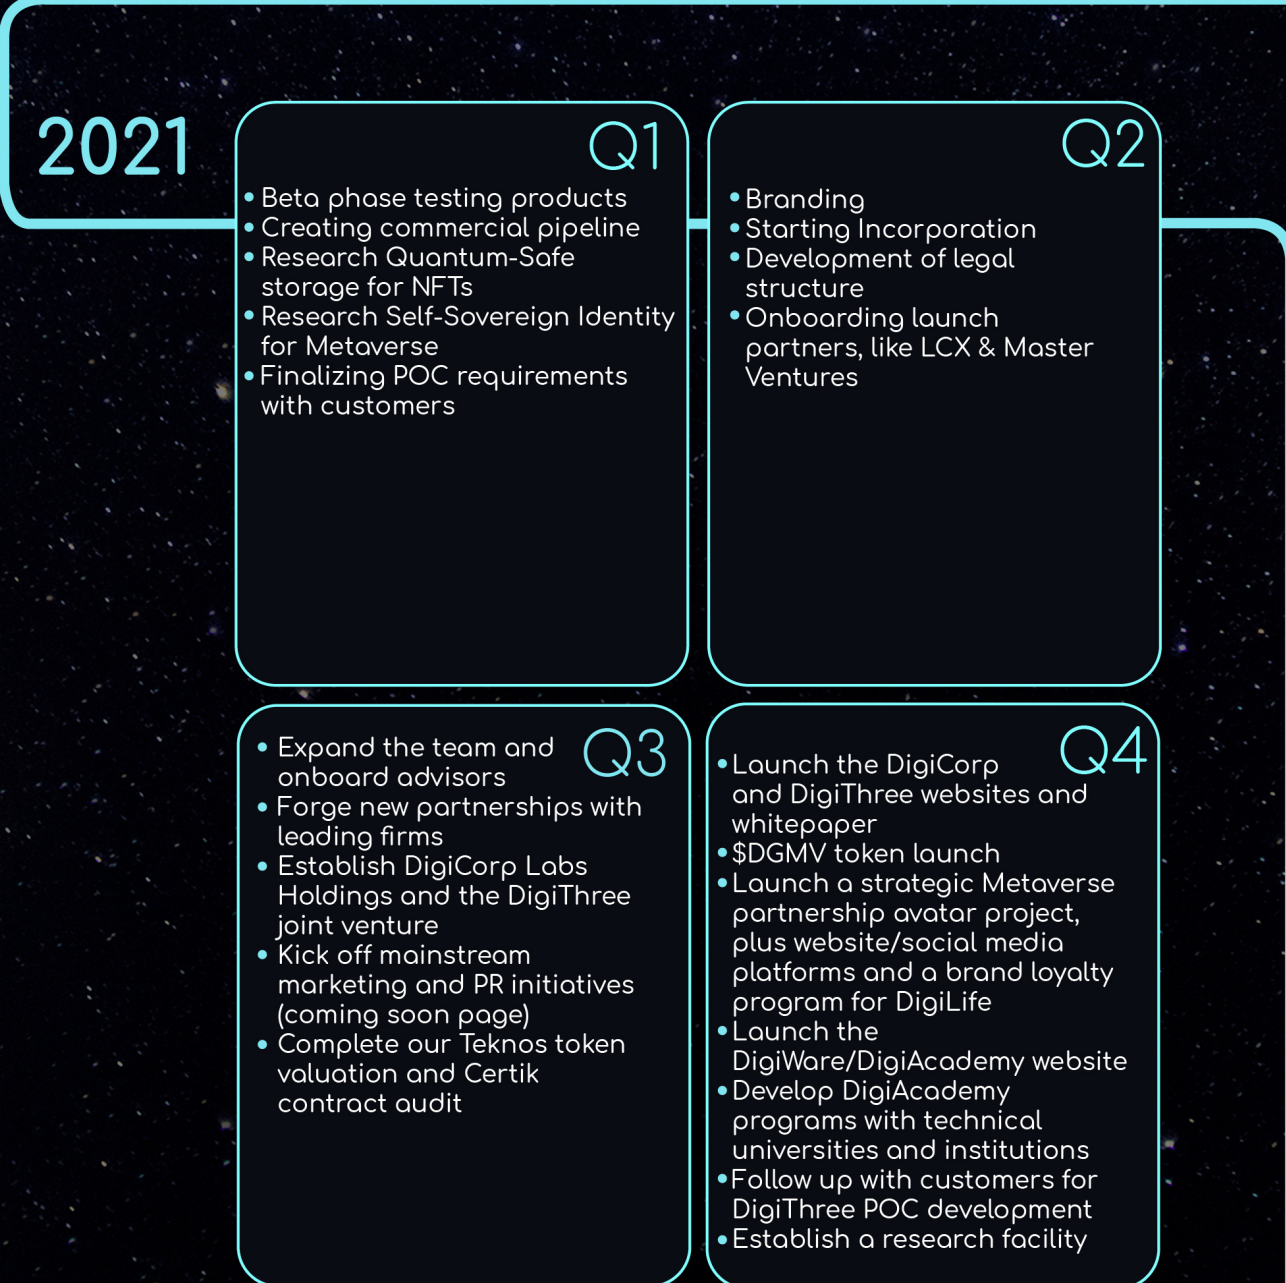 2021
Q1
• Beta phase testing products
• Creating commercial pipeline
• Research Quantum-Safe
storage for NFTs
• Research Self-Sovereign Identity
for Metaverse
• Finalizing POC requirements
with customers
Q2
• Branding
• Starting Incorporation
• Development of legal
structure
• Onboarding launch
partners, like LCX & Master
Ventures
Q3
• Expand the team and
onboard advisors
• Forge new partnerships with
leading firms
• Establish DigiCorp Labs
Holdings and the DigiThree
joint venture
• Kick off mainstream
marketing and PR initiatives
(coming soon page)
• Complete our Teknos token
valuation and Certik
contract audit
Q4
• Launch the DigiCorp
and DigiThree websites and
whitepaper
• $DGMV token launch
• Launch a strategic Metaverse
partnership avatar project,
plus website/social media
platforms and a brand loyalty
program for DigiLife
• Launch the
DigiWare/DigiAcademy website
• Develop DigiAcademy
programs with technical
universities and institutions
• Follow up with customers for
DigiThree POC development
• Establish a research facility